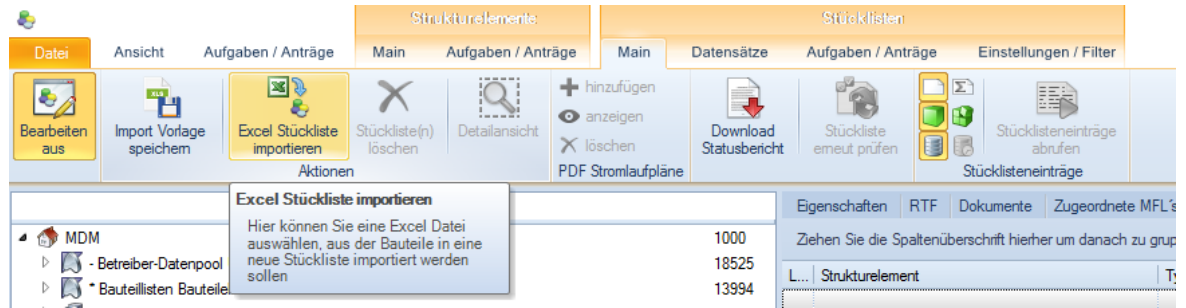 Strukturelemente Stücklisten
Datei Ansicht Aufgaben / Anträge Main Aufgaben / Anträge Main Datensätze Aufgaben / Anträge Einstellungen / Filter
Bearbeiten
aus
Import Vorlage
speichern
Excel Stückliste
importieren
Stückliste(n)
löschen
Detailansicht
Aktionen
hinzufügen
anzeigen
löschen
PDF Stromlaufpläne
Download
Statusbericht
Stückliste
erneut prüfen
Stücklisteneinträge
abrufen
Stücklisteneinträge
Excel Stückliste importieren
Hier können Sie eine Excel Datei
auswählen, aus der Bauteile in eine
neue Stückliste importiert werden
sollen
MDM 1000
- Betreiber-Datenpool 18525
* Bauteillisten 13994
Eigenschaften RTF Dokumente Zugeordnete MFL´s
Ziehen Sie die Spaltenüberschrift hierher um danach zu
L... Strukturelement